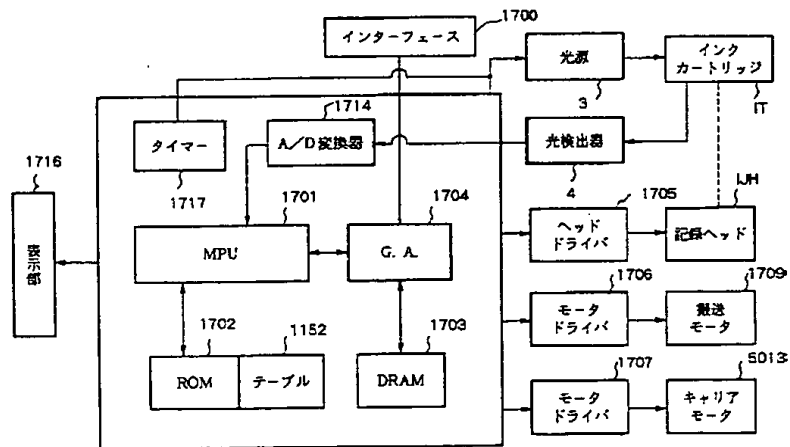 1700
インターフェース
光源
3
インク
カートリッジ
IT
1714
タイマー
1717
A/D変換器
光検出器
4
1716
表示部
1701
MPU
1704
G. A.
1705
ヘッド
ドライバ
IJH
記録ヘッド
1702
ROM
1152
テーブル
1703
DRAM
1706
モータ
ドライバ
1709
搬送
モータ
1707
モータ
ドライバ
5013
キャリア
モータ